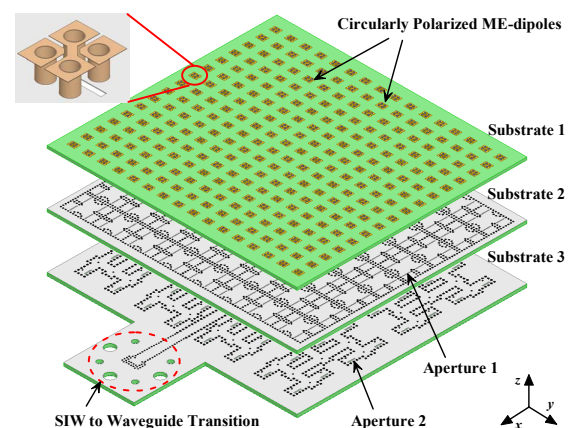 Circularly Polarized ME-dipoles
Substrate 1
Substrate 2
Substrate 3
Aperture 1
SIW to Waveguide Transition
Aperture 2
z
y
x